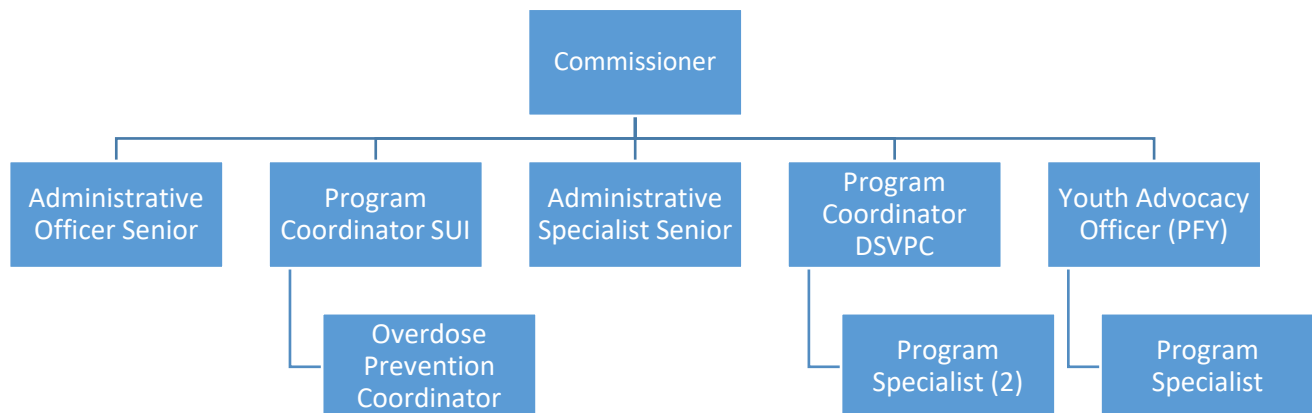 Commissioner
Administrative
Officer Senior
Program
Coordinator SUI
Administrative
Specialist Senior
Program
Coordinator
DSVPC
Youth Advocacy
Officer (PFY)
Overdose
Prevention
Coordinator
Program
Specialist (2)
Program
Specialist